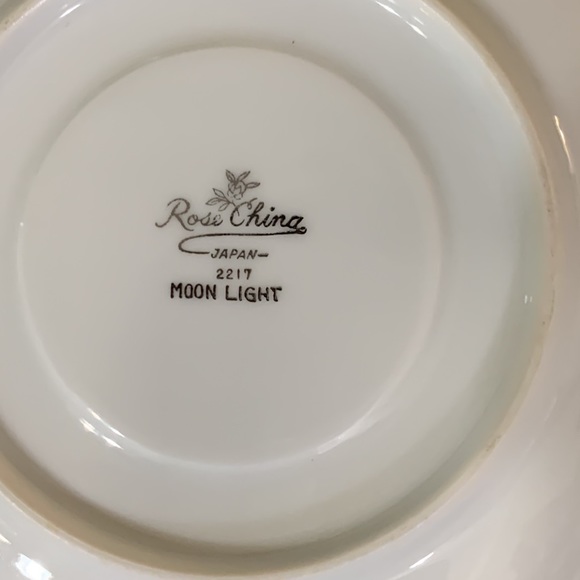 Rose China
JAPAN
2217
MOON LIGHT